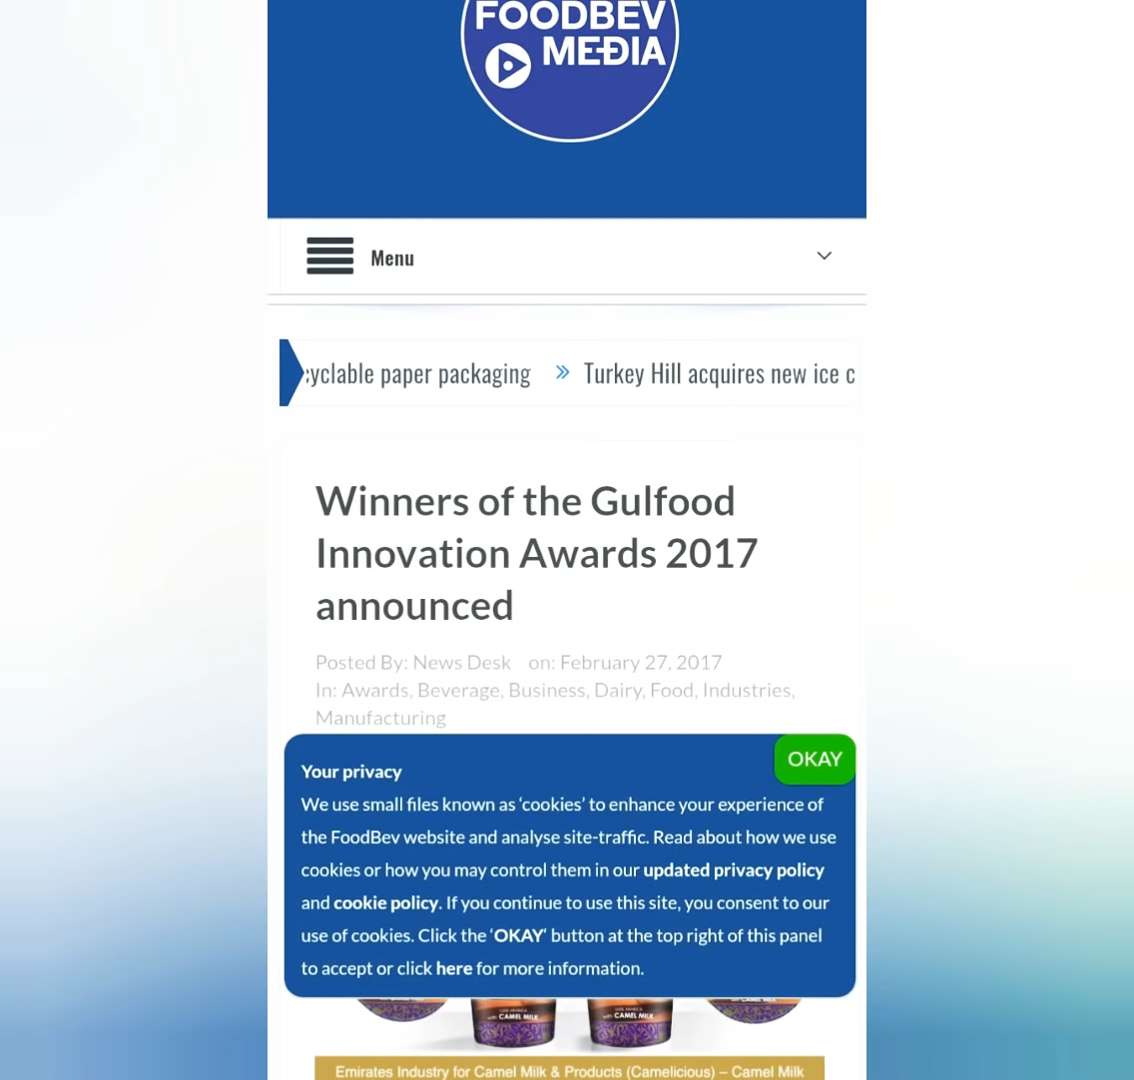 FOODBEV
MEDIA
Menu
yclable paper packaging » Turkey Hill acquires new ice c
Winners of the Gulfood
Innovation Awards 2017
announced
Posted By: News Desk on: February 27, 2017
In: Awards, Beverage, Business, Dairy, Food, Industries,
Manufacturing
OKAY
Your privacy
We use small files known as ‘cookies’ to enhance your experience of
the FoodBev website and analyse site-traffic. Read about how we use
cookies or how you may control them in our updated privacy policy
and cookie policy. If you continue to use this site, you consent to our
use of cookies. Click the ‘OKAY‘ button at the top right of this panel
to accept or click here for more information.
with CAMEL MILK
with CAMEL MILK
Emirates Industry for Camel Milk & Products (Camelicious) – Camel Milk